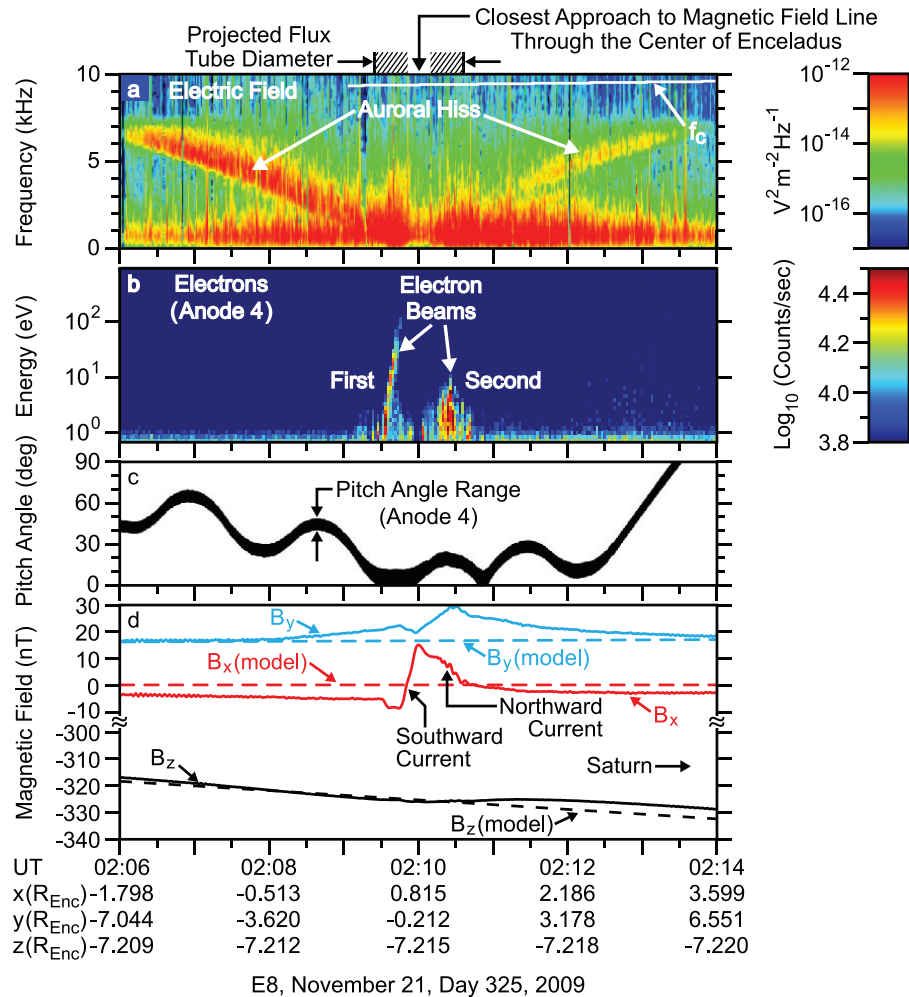 Projected Flux
Tube Diameter
Closest Approach to Magnetic Field Line
Through the Center of Enceladus
a
Electric Field
Auroral Hiss
f_c
Frequency (kHz)
10
5
0
10^-12
10^-14
10^-16
V^2 m^-2 Hz^-1
b
Electrons
(Anode 4)
Electron
Beams
First
Second
Energy (eV)
10^2
10^1
10^0
4.4
4.2
4.0
3.8
Log_10 (Counts/sec)
c
Pitch Angle Range
(Anode 4)
Pitch Angle (deg)
90
60
30
0
d
B_y
B_y(model)
B_x(model)
B_x
Northward
Current
Southward
Current
B_z
B_z(model)
Saturn
Magnetic Field (nT)
30
20
10
0
-10
-300
-310
-320
-330
-340
UT 02:06 02:08 02:10 02:12 02:14
x(R_Enc) -1.798 -0.513 0.815 2.186 3.599
y(R_Enc) -7.044 -3.620 -0.212 3.178 6.551
z(R_Enc) -7.209 -7.212 -7.215 -7.218 -7.220
E8, November 21, Day 325, 2009